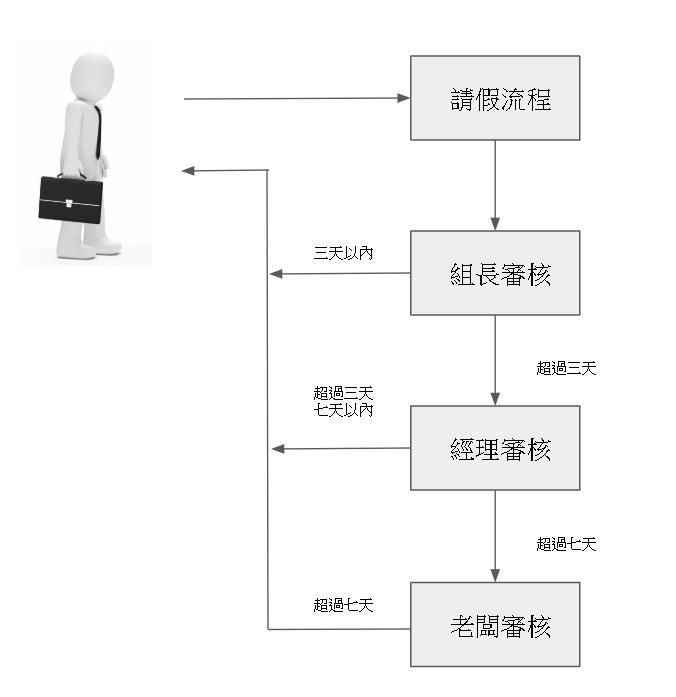 請假流程
三天以內
組長審核
超過三天
超過三天
七天以內
經理審核
超過七天
超過七天
老闆審核